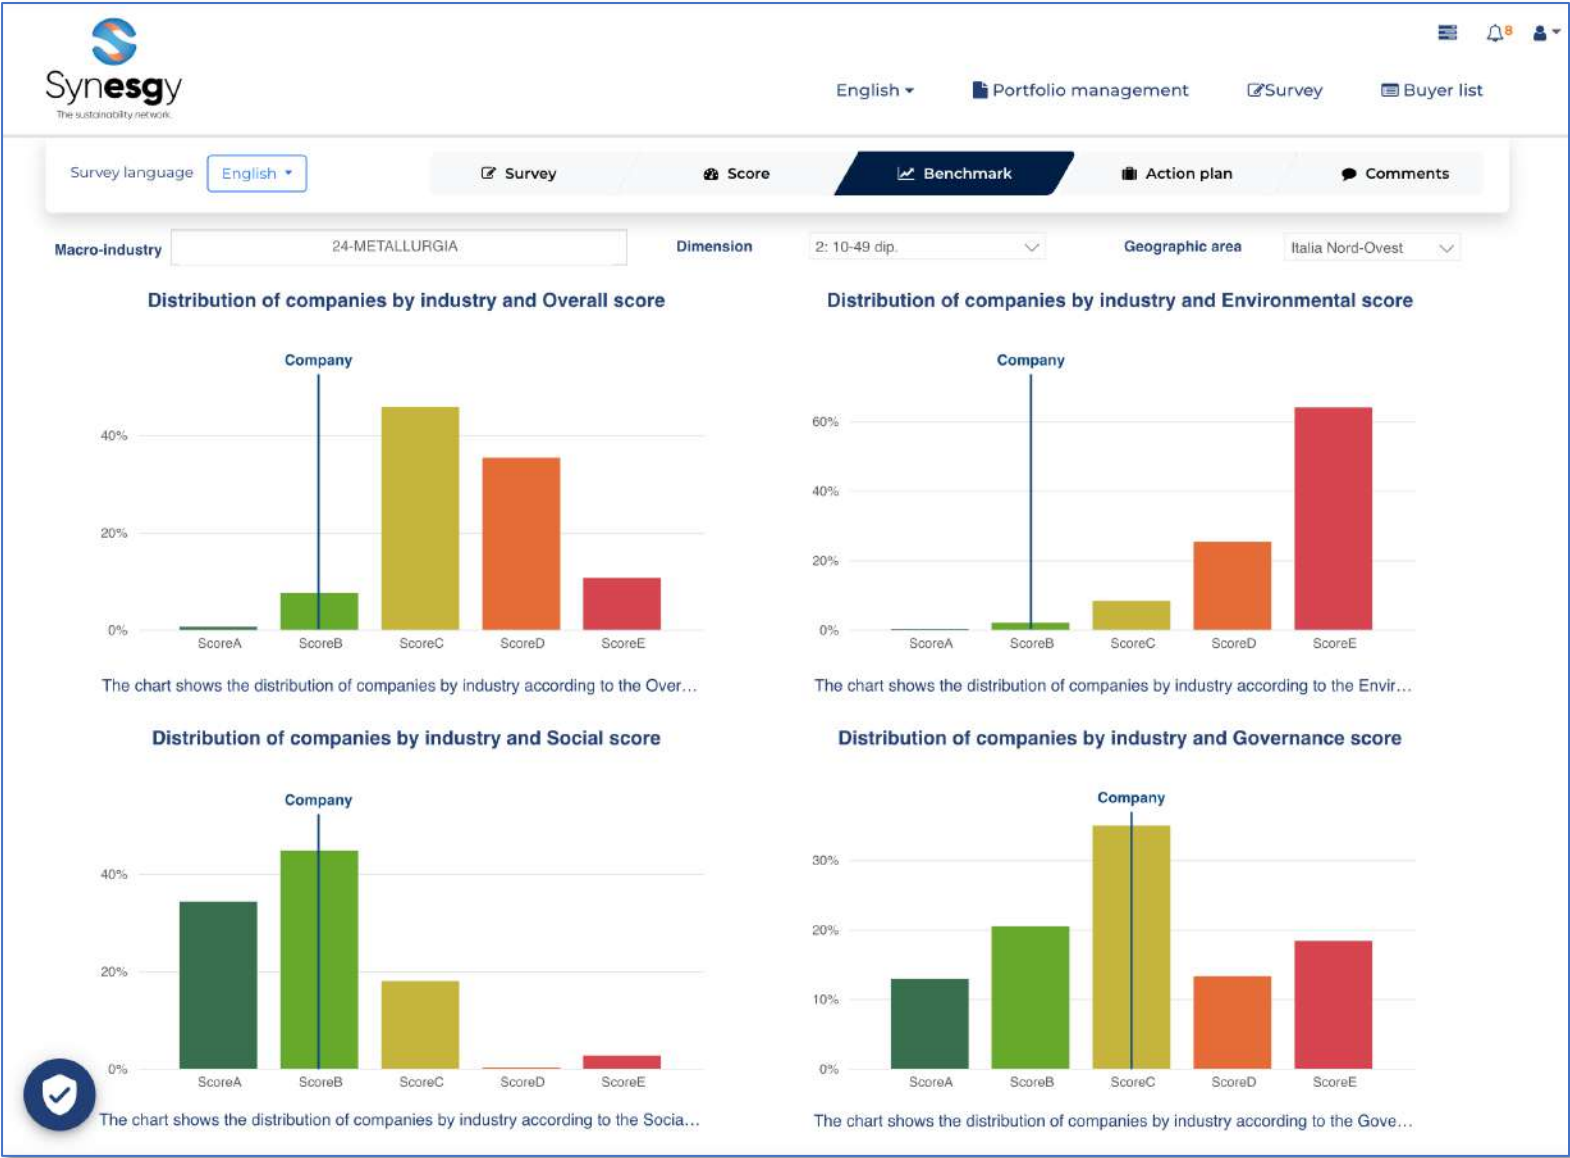 8
Synesgy
The sustainability network.
English
Portfolio management
Survey
Buyer list
Survey language
English
Survey
Score
Benchmark
Action plan
Comments
Macro-industry
24-METALLURGIA
Dimension
2: 10-49 dip.
Geographic area
Italia Nord-Ovest
Distribution of companies by industry and Overall score
Company
40%
20%
0%
ScoreA
ScoreB
ScoreC
ScoreD
ScoreE
The chart shows the distribution of companies by industry according to the Over...
Distribution of companies by industry and Environmental score
Company
60%
40%
20%
0%
ScoreA
ScoreB
ScoreC
ScoreD
ScoreE
The chart shows the distribution of companies by industry according to the Envir...
Distribution of companies by industry and Social score
Company
40%
20%
0%
ScoreA
ScoreB
ScoreC
ScoreD
ScoreE
The chart shows the distribution of companies by industry according to the Socia...
Distribution of companies by industry and Governance score
Company
30%
20%
10%
0%
ScoreA
ScoreB
ScoreC
ScoreD
ScoreE
The chart shows the distribution of companies by industry according to the Gove...